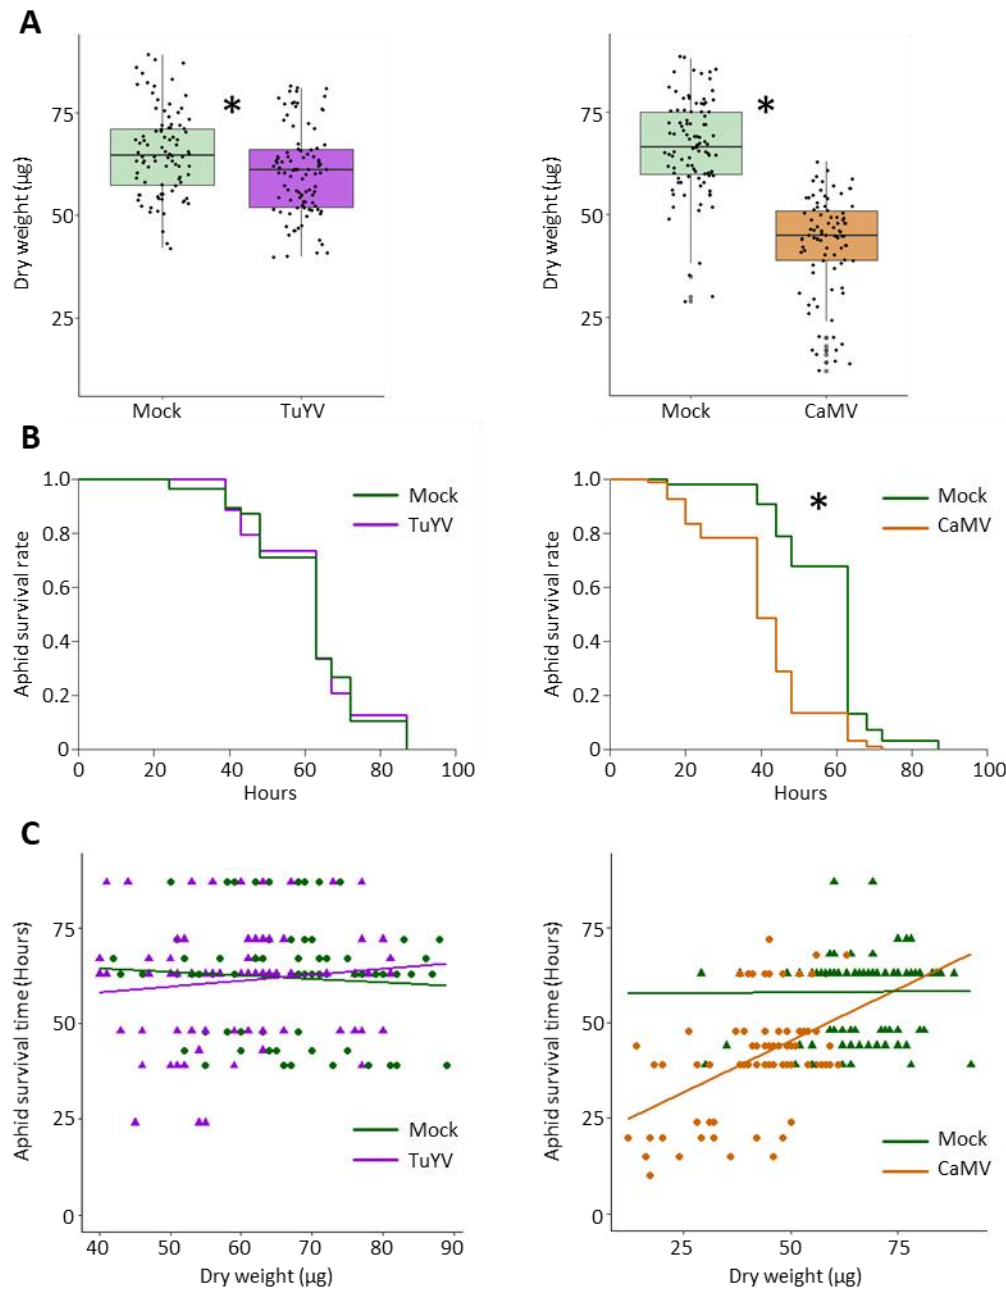 A
Dry weight (µg)
75
50
25
*
Mock
TuYV
Dry weight (µg)
75
50
25
*
Mock
CaMV
B
Aphid survival rate
1.0
0.8
0.6
0.4
0.2
0
0
20
40
60
80
100
Hours
Mock
TuYV
Aphid survival rate
1.0
0.8
0.6
0.4
0.2
0
0
20
40
60
80
100
Hours
*
Mock
CaMV
C
Aphid survival time (Hours)
75
50
25
0
40
50
60
70
80
90
Dry weight (µg)
Mock
TuYV
Aphid survival time (Hours)
75
50
25
0
25
50
75
Dry weight (µg)
Mock
CaMV